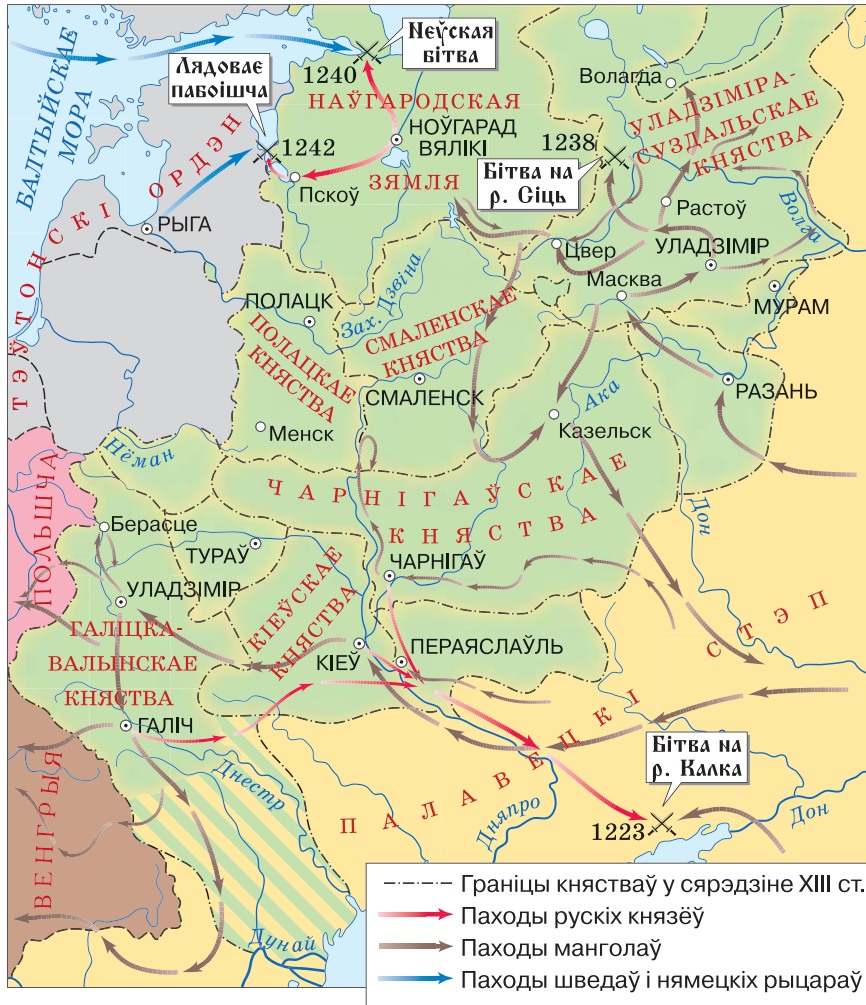 Неўская
бітва
1240
Лядовае
пабоішча
1242
БАЛТЫЙСКАЕ
МОРА
НАЎГАРОДСКАЯ
ЗЯМЛЯ
НОЎГАРАД
ВЯЛІКІ
Пскоў
Волагда
УЛАДЗІМІРА-
СУЗДАЛЬСКАЕ
КНЯСТВА
1238
Бітва на
р. Сіць
Растоў
Волга
Цвер
УЛАДЗІМІР
Масква
МУРАМ
ТЭЎТОНСКІ ОРДЭН
РЫГА
ПОЛАЦК
Зах. Дзвіна
ПОЛАЦКАЕ
КНЯСТВА
СМАЛЕНСКАЕ
КНЯСТВА
СМАЛЕНСК
РАЗАНЬ
Ака
Казельск
Менск
Нёман
ПОЛЬШЧА
ЧАРНІГАЎСКАЕ
КНЯСТВА
Дон
Берасце
ТУРАЎ
ЧАРНІГАЎ
УЛАДЗІМІР
КІЕЎСКАЕ
КНЯСТВА
ГАЛІЦКА-
ВАЛЫНСКАЕ
КНЯСТВА
КІЕЎ
ПЕРАЯСЛАЎЛЬ
ПАЛАВЕЦКІ СТЭП
ГАЛІЧ
Бітва на
р. Калка
1223
Днестр
Дняпро
Дон
ВЕНГРЫЯ
Дунай
Граніцы княстваў у сярэдзіне XIII ст.
Паходы рускіх князёў
Паходы манголаў
Паходы шведаў і нямецкіх рыцараў